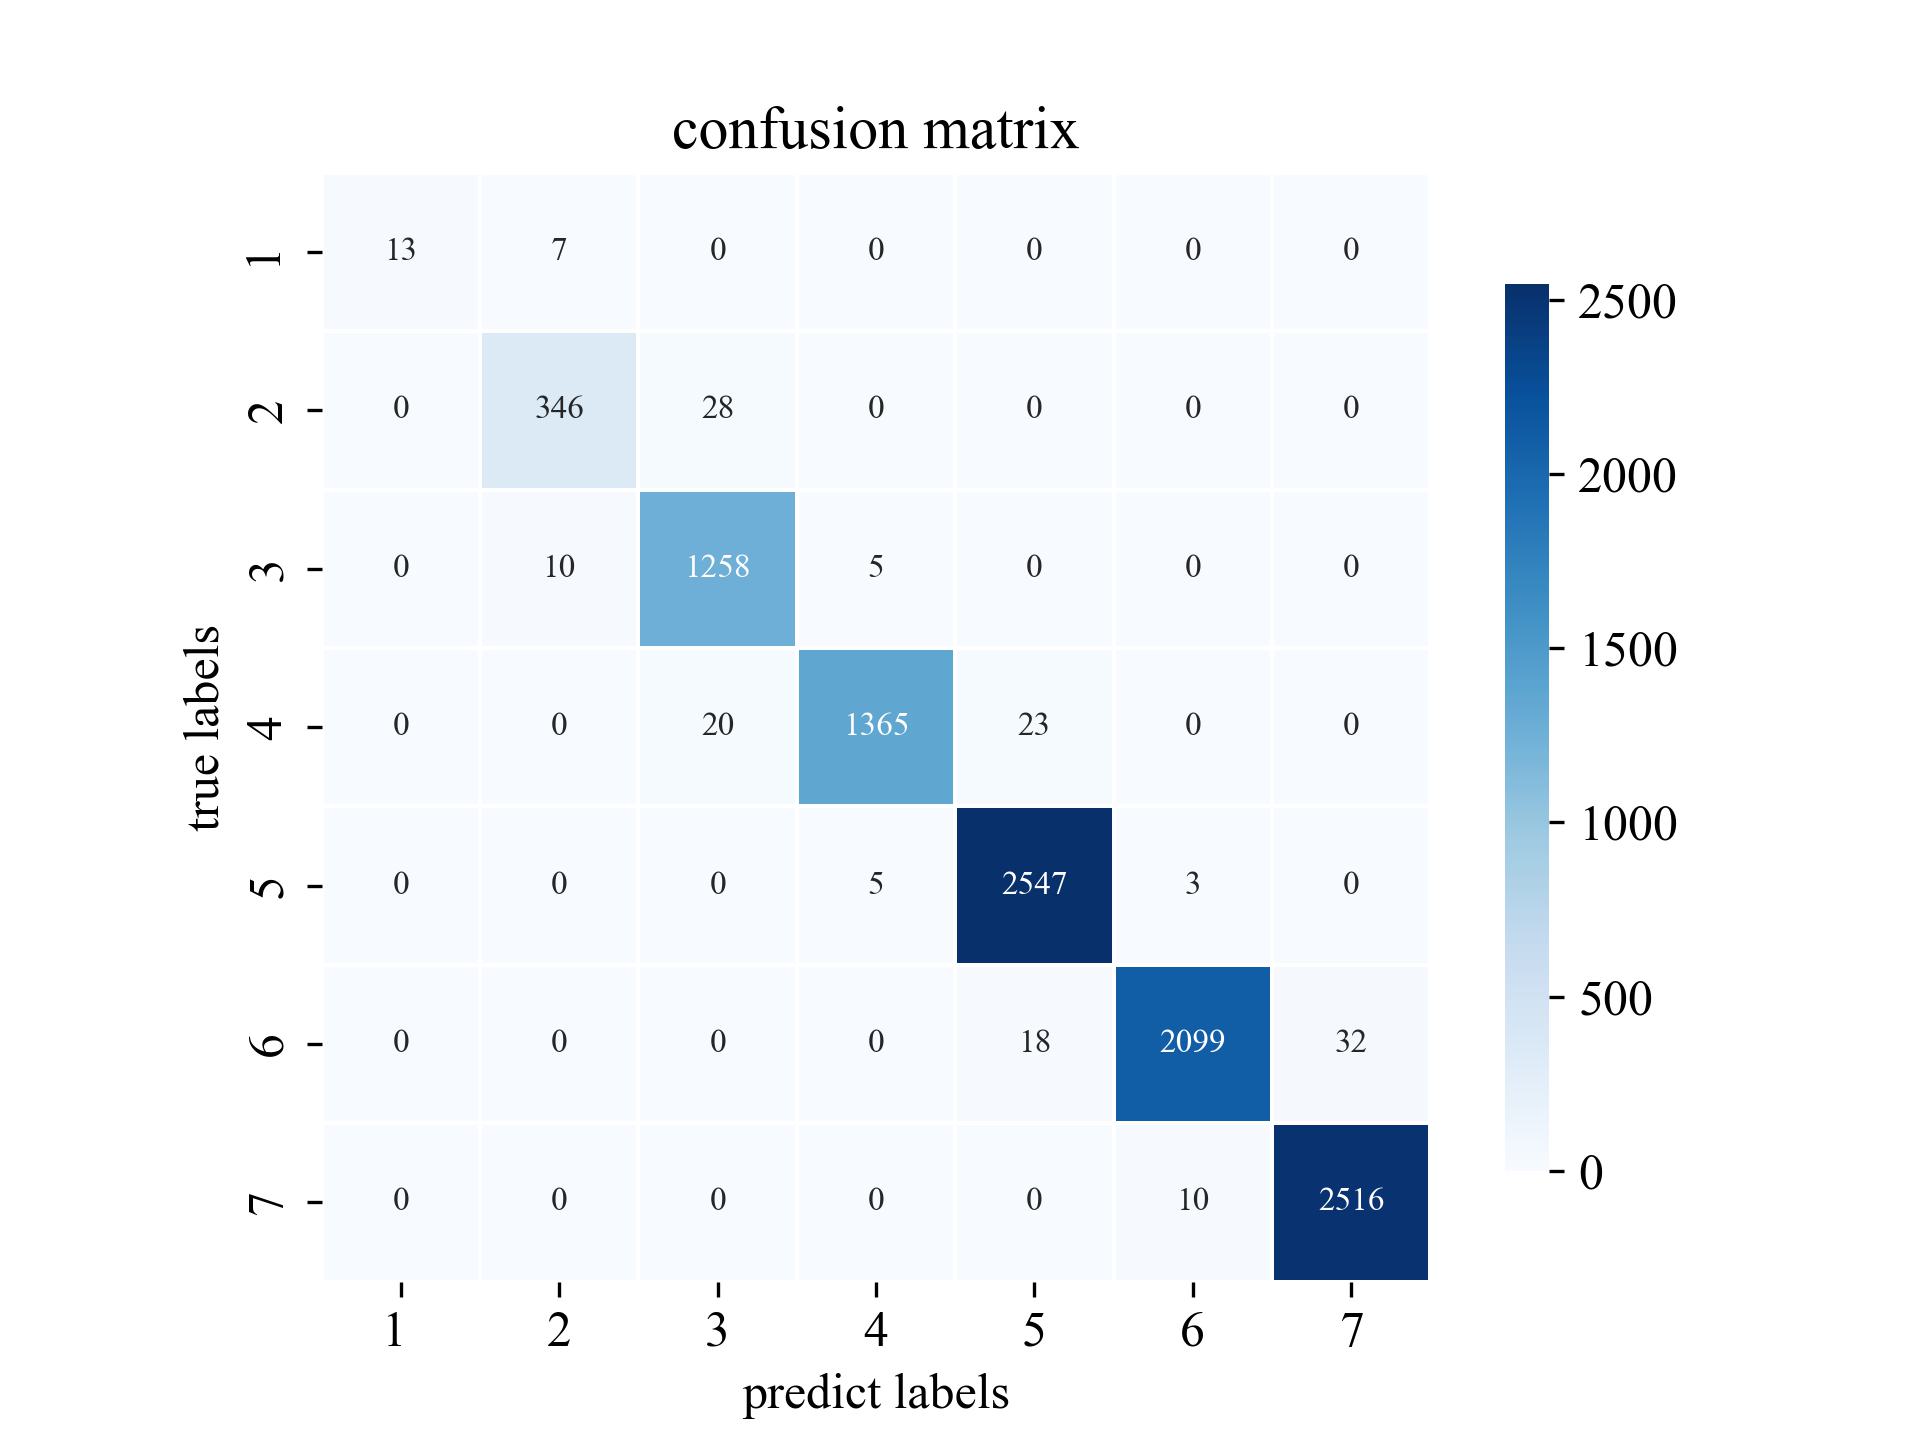 confusion matrix
true labels
1 13 7 0 0 0 0 0
2 0 346 28 0 0 0 0
3 0 10 1258 5 0 0 0
4 0 0 20 1365 23 0 0
5 0 0 0 5 2547 3 0
6 0 0 0 0 18 2099 32
7 0 0 0 0 0 10 2516
1 2 3 4 5 6 7
predict labels
2500
2000
1500
1000
500
0